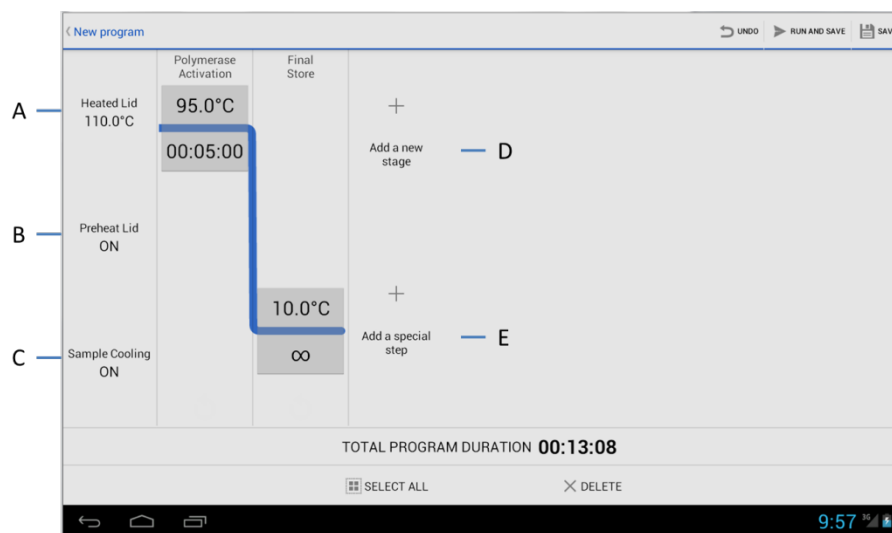 New program
UNDO
RUN AND SAVE
SAV
Polymerase
Activation
Final
Store
A
Heated Lid
110.0°C
95.0°C
00:05:00
Add a new
stage
D
B
Preheat Lid
ON
10.0°C
∞
Add a special
step
E
C
Sample Cooling
ON
TOTAL PROGRAM DURATION 00:13:08
SELECT ALL
DELETE
9:57
3G